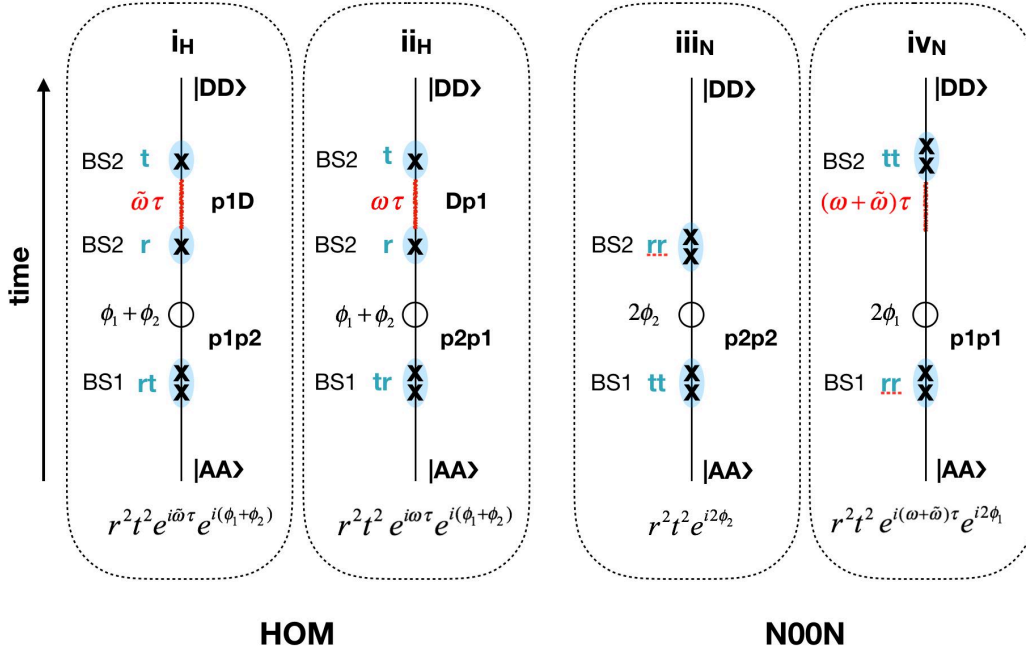 time
i_H
|DD⟩
BS2 t
ω̃τ p1D
BS2 r
ϕ₁ + ϕ₂
p1p2
BS1 rt
|AA⟩
r²t² e^{iω̃τ} e^{i(ϕ₁+ϕ₂)}
ii_H
|DD⟩
BS2 t
ωτ Dp1
BS2 r
ϕ₁ + ϕ₂
p2p1
BS1 tr
|AA⟩
r²t² e^{iωτ} e^{i(ϕ₁+ϕ₂)}
HOM
iii_N
|DD⟩
BS2 rr
2ϕ₂
p2p2
BS1 tt
|AA⟩
r²t² e^{i2ϕ₂}
iv_N
|DD⟩
BS2 tt
(ω + ω̃)τ
2ϕ₁
p1p1
BS1 rr
|AA⟩
r²t² e^{i(ω+ω̃)τ} e^{i2ϕ₁}
N00N